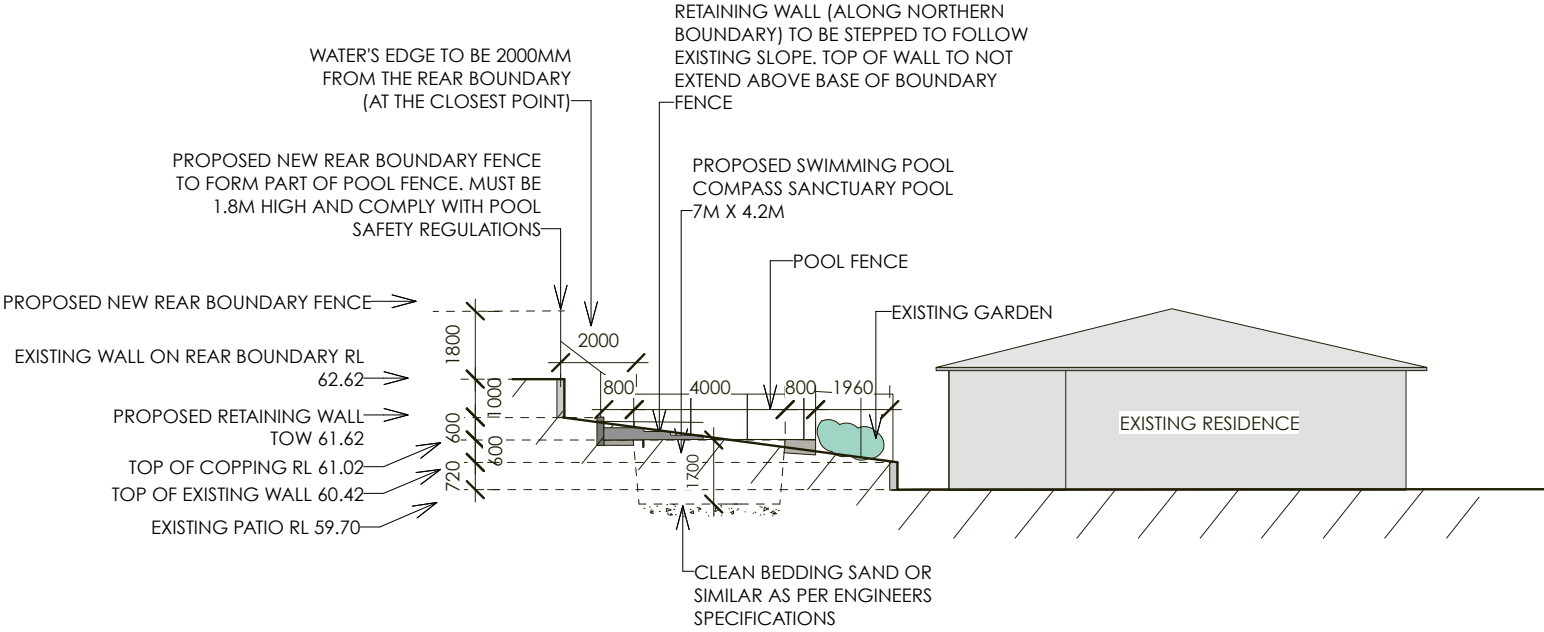 RETAINING WALL (ALONG NORTHERN
BOUNDARY) TO BE STEPPED TO FOLLOW
EXISTING SLOPE. TOP OF WALL TO NOT
EXTEND ABOVE BASE OF BOUNDARY
FENCE
WATER'S EDGE TO BE 2000MM
FROM THE REAR BOUNDARY
(AT THE CLOSEST POINT)
PROPOSED NEW REAR BOUNDARY FENCE
TO FORM PART OF POOL FENCE. MUST BE
1.8M HIGH AND COMPLY WITH POOL
SAFETY REGULATIONS
PROPOSED SWIMMING POOL
COMPASS SANCTUARY POOL
7M X 4.2M
POOL FENCE
EXISTING GARDEN
PROPOSED NEW REAR BOUNDARY FENCE
EXISTING WALL ON REAR BOUNDARY RL
62.62
PROPOSED RETAINING WALL
TOW 61.62
TOP OF COPPING RL 61.02
TOP OF EXISTING WALL 60.42
EXISTING PATIO RL 59.70
1800
1000
600
600
720
2000
800
4000
800
1960
1700
EXISTING RESIDENCE
CLEAN BEDDING SAND OR
SIMILAR AS PER ENGINEERS
SPECIFICATIONS